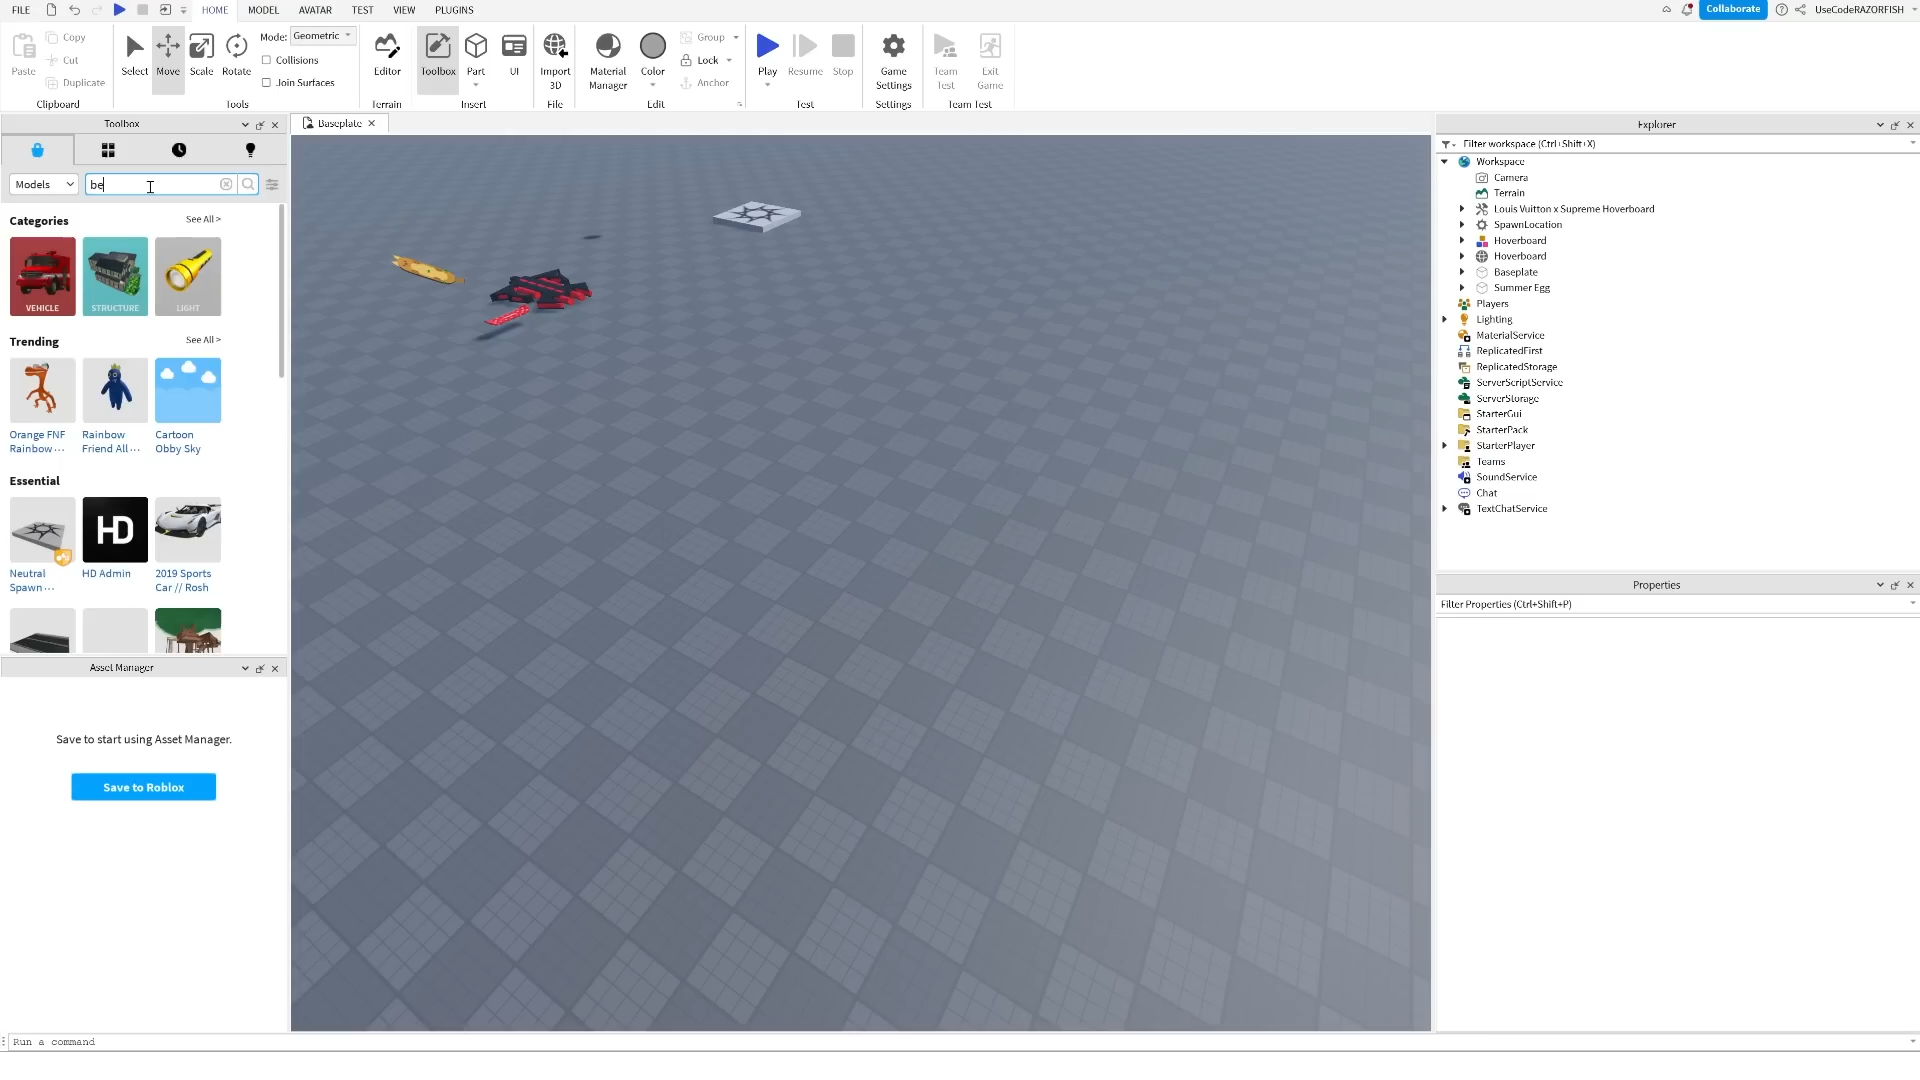 FILE HOME MODEL AVATAR TEST VIEW PLUGINS Collaborate UseCodeRAZORFISH
Paste Copy Cut Duplicate Clipboard
Select Move Scale Rotate Mode: Geometric Collisions Join Surfaces Tools
Editor Terrain
Toolbox Part UI Insert
Import 3D File
Material Manager Color Group Lock Anchor Edit
Play Resume Stop Test
Game Settings Settings
Team Test Exit Game Team Test
Toolbox
Models be
Categories See All >
VEHICLE STRUCTURE LIGHT
Trending See All >
Orange FNF Rainbow ...
Rainbow Friend All ...
Cartoon Obby Sky
Essential
HD
Neutral Spawn ...
HD Admin
2019 Sports Car // Rosh
Asset Manager
Save to start using Asset Manager.
Save to Roblox
Baseplate
Explorer
Filter workspace (Ctrl+Shift+X)
Workspace
Camera
Terrain
Louis Vuitton x Supreme Hoverboard
SpawnLocation
Hoverboard
Hoverboard
Baseplate
Summer Egg
Players
Lighting
MaterialService
ReplicatedFirst
ReplicatedStorage
ServerScriptService
ServerStorage
StarterGui
StarterPack
StarterPlayer
Teams
SoundService
Chat
TextChatService
Properties
Filter Properties (Ctrl+Shift+P)
Run a command